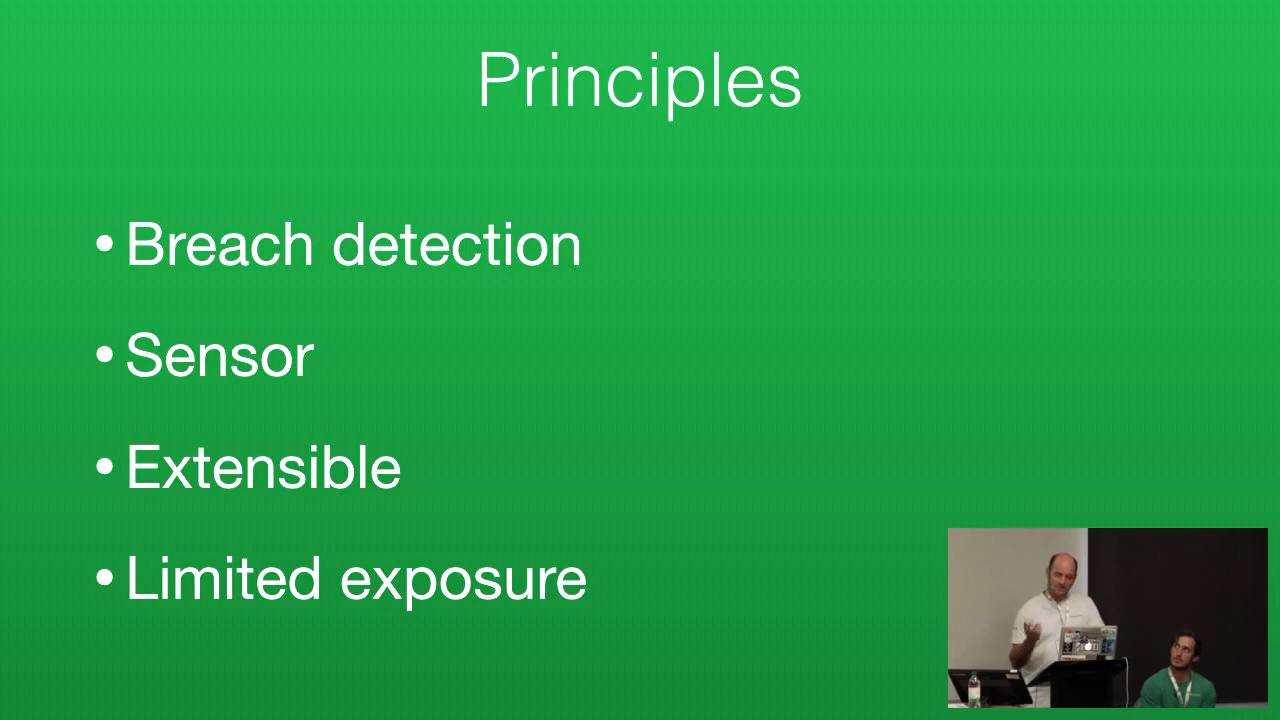 Principles
• Breach detection
• Sensor
• Extensible
• Limited exposure